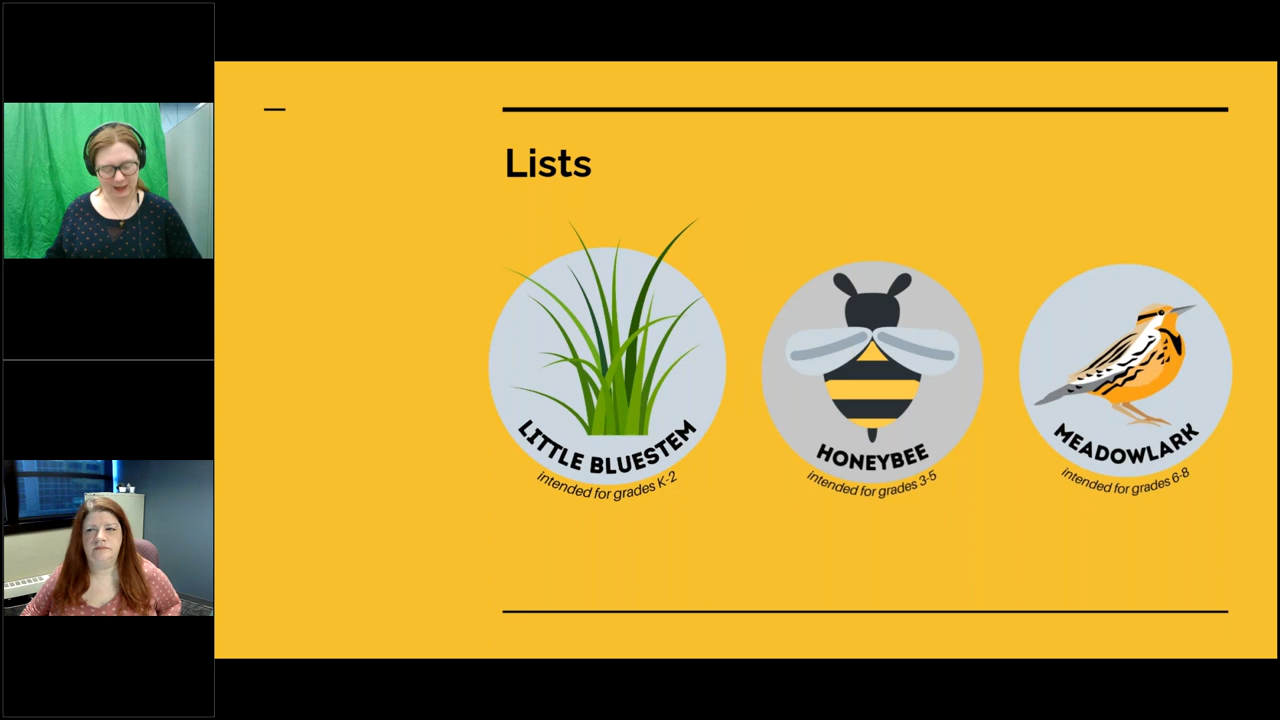 Lists
LITTLE BLUESTEM
intended for grades K-2
HONEYBEE
intended for grades 3-5
MEADOWLARK
intended for grades 6-8